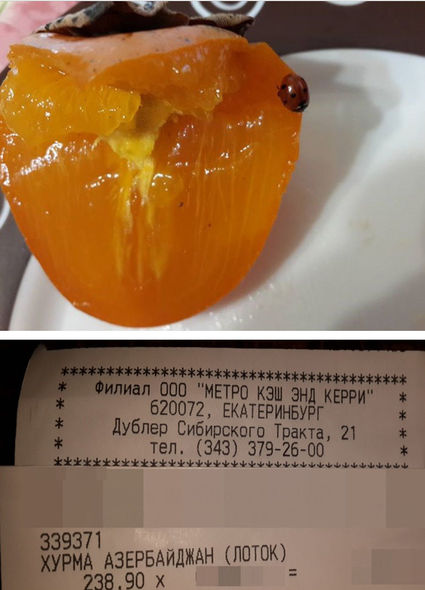 ****************************************
* Филиал ООО "МЕТРО КЭШ ЭНД КЕРРИ" *
* 620072, ЕКАТЕРИНБУРГ *
* Дублер Сибирского Тракта, 21 *
* тел. (343) 379-26-00 *
****************************************
339371
ХУРМА АЗЕРБАЙДЖАН (ЛОТОК)
238.90 x =